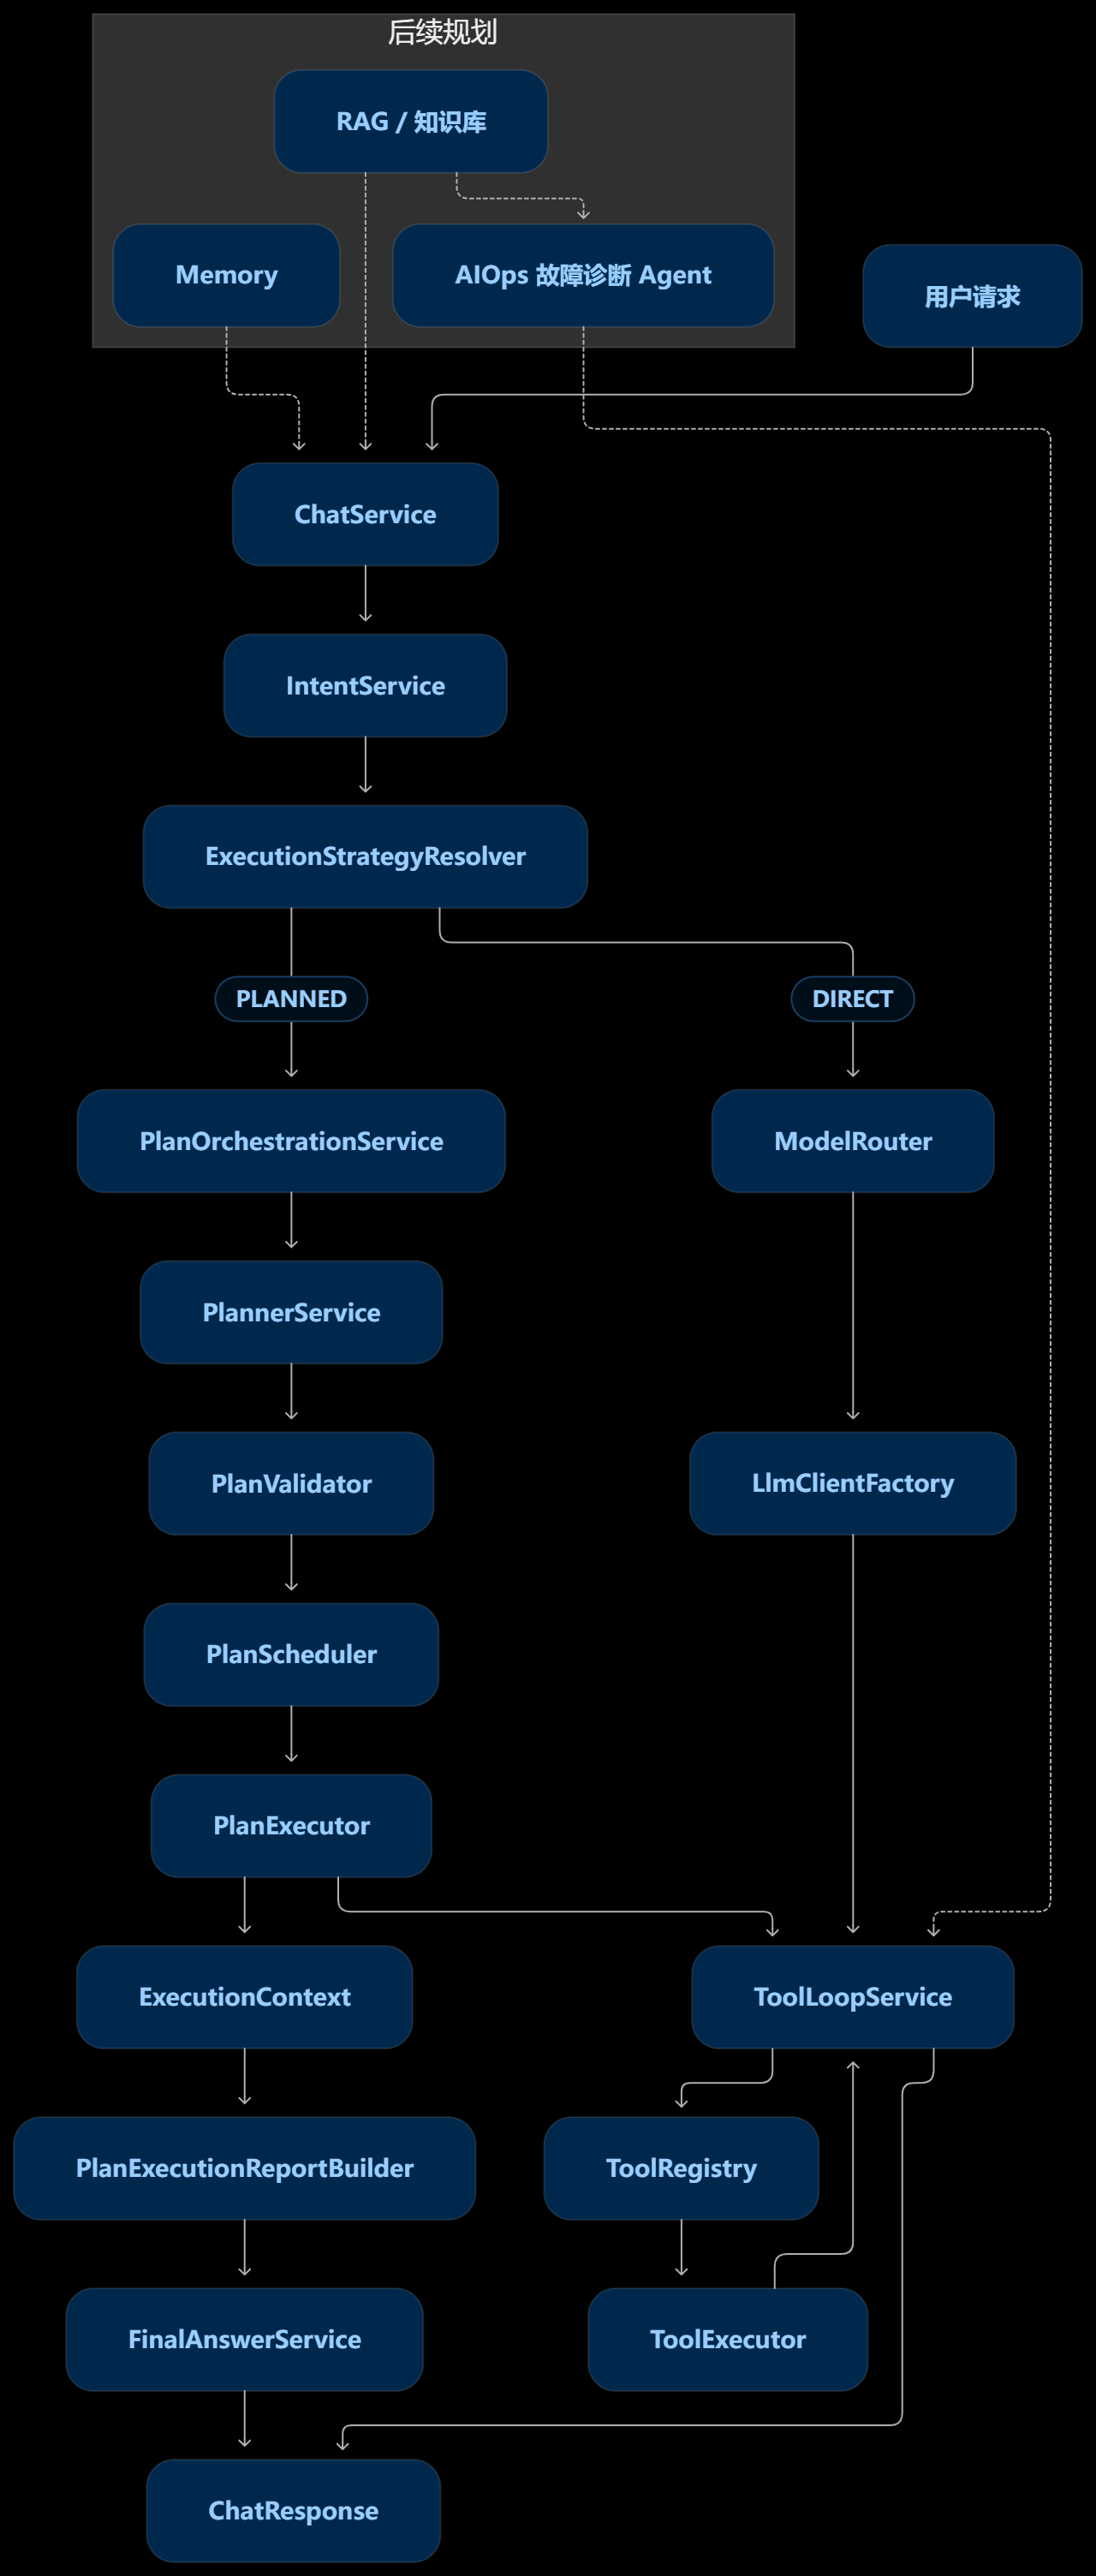 后续规划
RAG / 知识库
Memory
AIOps 故障诊断 Agent
用户请求
ChatService
IntentService
ExecutionStrategyResolver
PLANNED
DIRECT
PlanOrchestrationService
ModelRouter
PlannerService
PlanValidator
LlmClientFactory
PlanScheduler
PlanExecutor
ExecutionContext
ToolLoopService
PlanExecutionReportBuilder
ToolRegistry
FinalAnswerService
ToolExecutor
ChatResponse